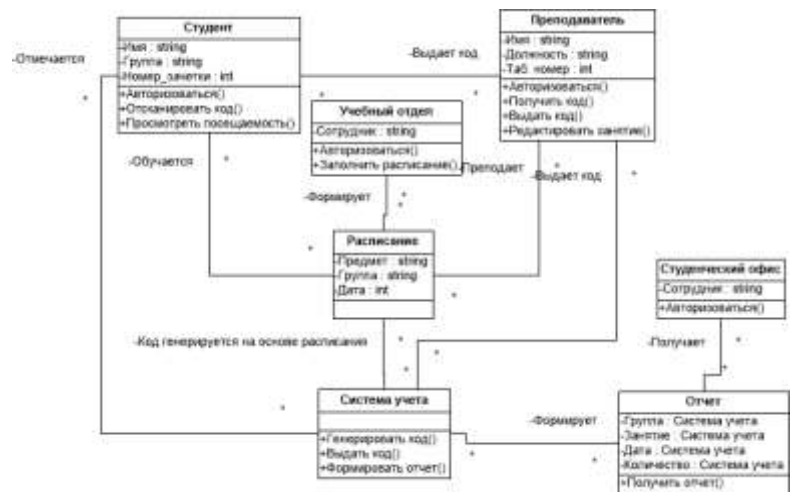 Студент
-Имя : string
-Группа : string
-Номер_зачетки : int
+Авторизоваться()
+Отсканировать код()
+Просмотреть посещаемость()
Преподаватель
-Имя : string
-Должность : string
-Таб. номер : int
+Авторизоваться()
+Получить код()
+Выдать код()
+Редактировать занятие()
-Отмечается
*
-Выдает код
*
*
Учебный отдел
-Сотрудник : string
+Авторизоваться()
+Заполнить расписание()
-Обучается
*
-Преподает
*
-Выдает код
*
-Формирует
*
*
*
Расписание
-Предмет : string
-Группа : string
-Дата : int
*
Студенческий офис
-Сотрудник : string
+Авторизоваться()
-Код генерируется на основе расписания
*
*
-Получает
*
*
Система учета
+Генерировать код()
+Выдать код()
+Формировать отчет()
*
*
-Формирует
*
Отчет
-Группа : Система учета
-Занятие : Система учета
-Дата : Система учета
-Количество : Система учета
+Получить отчет()